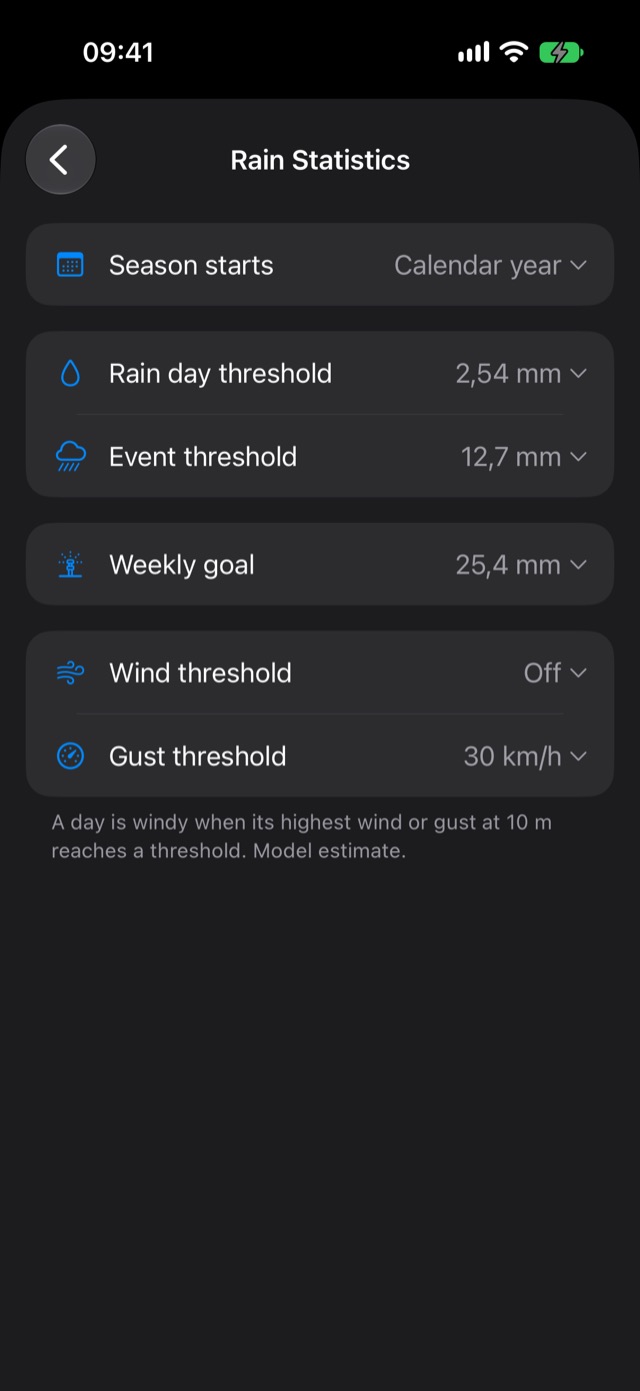 09:41
Rain Statistics
Season starts Calendar year
Rain day threshold 2,54 mm
Event threshold 12,7 mm
Weekly goal 25,4 mm
Wind threshold Off
Gust threshold 30 km/h
A day is windy when its highest wind or gust at 10 m
reaches a threshold. Model estimate.